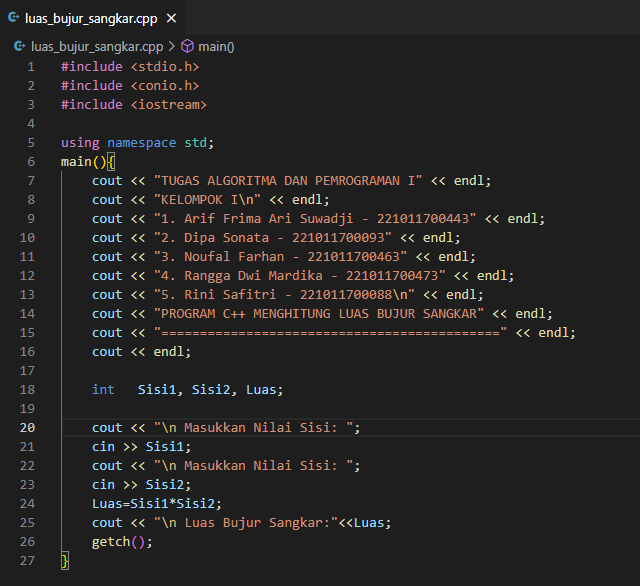 luas_bujur_sangkar.cpp ×
luas_bujur_sangkar.cpp > main()
1 #include <stdio.h>
2 #include <conio.h>
3 #include <iostream>
4
5 using namespace std;
6 main(){
7     cout << "TUGAS ALGORITMA DAN PEMROGRAMAN I" << endl;
8     cout << "KELOMPOK I\n" << endl;
9     cout << "1. Arif Frima Ari Suwadji - 221011700443" << endl;
10     cout << "2. Dipa Sonata - 221011700093" << endl;
11     cout << "3. Noufal Farhan - 221011700463" << endl;
12     cout << "4. Rangga Dwi Mardika - 221011700473" << endl;
13     cout << "5. Rini Safitri - 221011700088\n" << endl;
14     cout << "PROGRAM C++ MENGHITUNG LUAS BUJUR SANGKAR" << endl;
15     cout << "============================================" << endl;
16     cout << endl;
17
18     int   Sisi1, Sisi2, Luas;
19
20     cout << "\n Masukkan Nilai Sisi: ";
21     cin >> Sisi1;
22     cout << "\n Masukkan Nilai Sisi: ";
23     cin >> Sisi2;
24     Luas=Sisi1*Sisi2;
25     cout << "\n Luas Bujur Sangkar:"<<Luas;
26     getch();
27 }